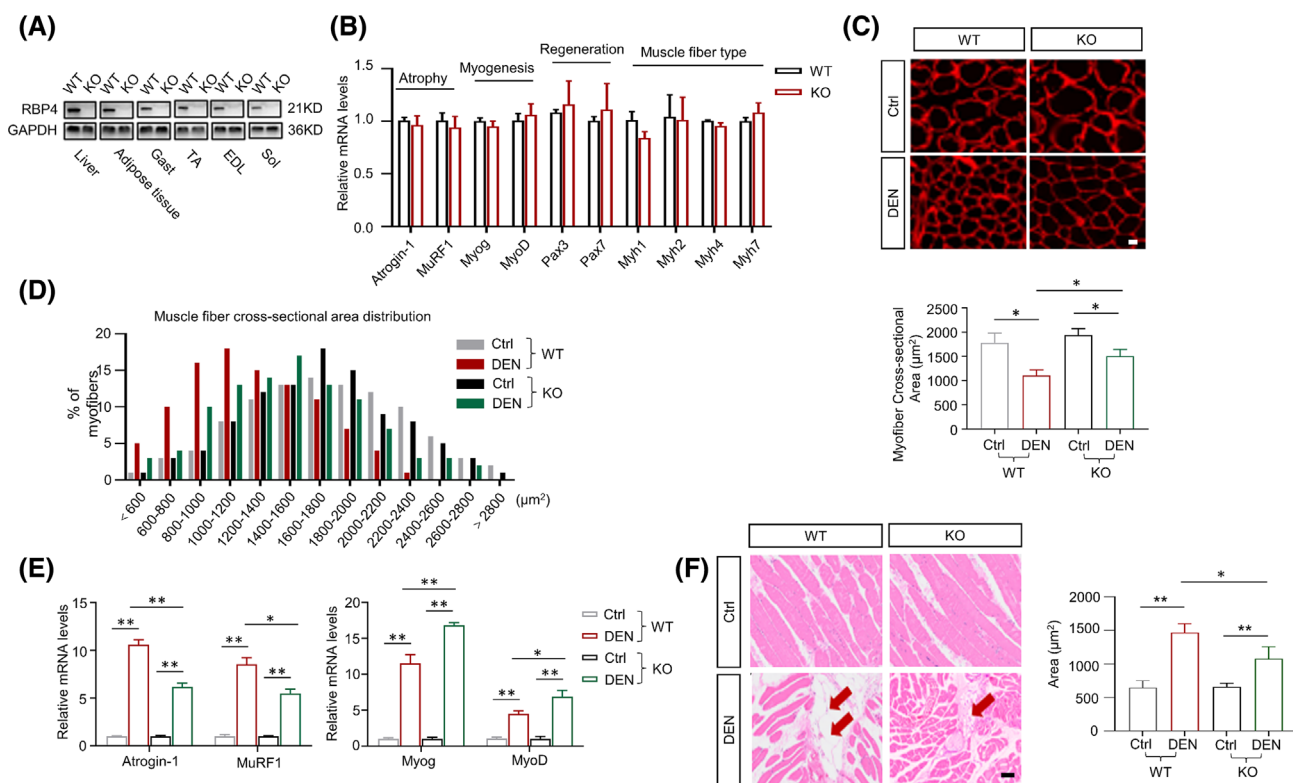 (A)
WT KO WT KO WT KO WT KO WT KO WT KO
RBP4 21KD
GAPDH 36KD
Liver Adipose tissue Gast TA EDL Sol
(B)
Relative mRNA levels
1.5
1.0
0.5
0.0
Atrophy
Myogenesis
Regeneration
Muscle fiber type
WT
KO
Atrogin-1 MuRF1 Myog MyoD Pax3 Pax7 Myh1 Myh2 Myh4 Myh7
(C)
WT KO
Ctrl
DEN
Myofiber Cross-sectional
Area (µm²)
2500
2000
1500
1000
500
0
*
* *
Ctrl DEN Ctrl DEN
WT KO
(D)
Muscle fiber cross-sectional area distribution
% of
myofibers
20
15
10
5
0
Ctrl
DEN
WT
Ctrl
DEN
KO
< 600 600-800 800-1000 1000-1200 1200-1400 1400-1600 1600-1800 1800-2000 2000-2200 2200-2400 2400-2600 2600-2800 > 2800 (µm²)
(E)
Relative mRNA levels
15
10
5
0
** *
** ** ** **
Atrogin-1 MuRF1
Relative mRNA levels
20
15
10
5
0
**
** **
*
** **
Myog MyoD
Ctrl
DEN
WT
Ctrl
DEN
KO
(F)
WT KO
Ctrl
DEN
Area (µm²)
2000
1500
1000
500
0
*
** **
Ctrl DEN Ctrl DEN
WT KO